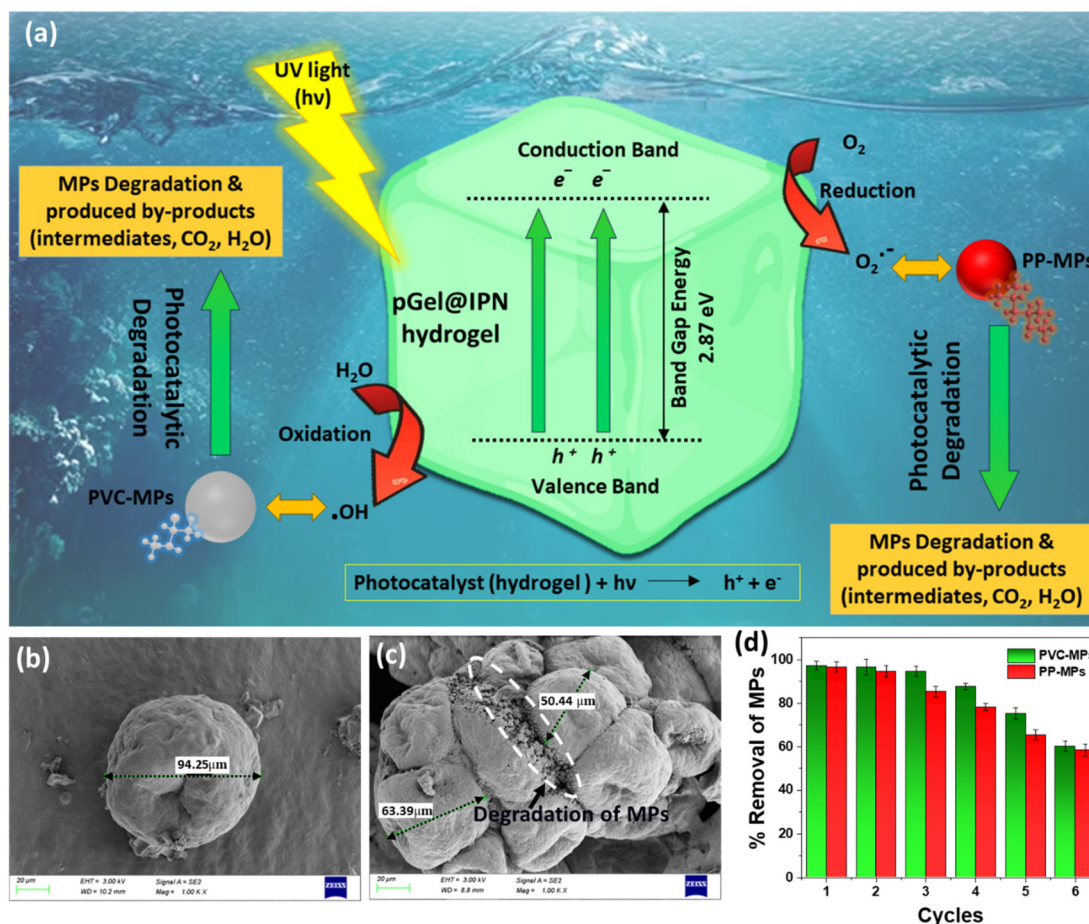 (a)
UV light
(hν)
MPs Degradation &
produced by-products
(intermediates, CO₂, H₂O)
Photocatalytic
Degradation
PVC-MPs
.OH
H₂O
Oxidation
pGel@IPN
hydrogel
Conduction Band
e⁻ e⁻
Band Gap Energy
2.87 eV
h⁺ h⁺
Valence Band
O₂
Reduction
O₂·⁻
PP-MPs
Photocatalytic
Degradation
MPs Degradation &
produced by-products
(intermediates, CO₂, H₂O)
Photocatalyst (hydrogel) + hν ⟶ h⁺ + e⁻
(b)
94.25μm
20 μm
EHT = 3.00 kV
WD = 10.2 mm
Signal A = SE2
Mag = 1.00 K X
ZEISS
(c)
50.44 μm
63.39μm
Degradation of MPs
20 μm
EHT = 3.00 kV
WD = 8.8 mm
Signal A = SE2
Mag = 1.00 K X
ZEISS
(d)
PVC-MPs
PP-MPs
% Removal of MPs
100
80
60
40
20
0
1 2 3 4 5 6
Cycles